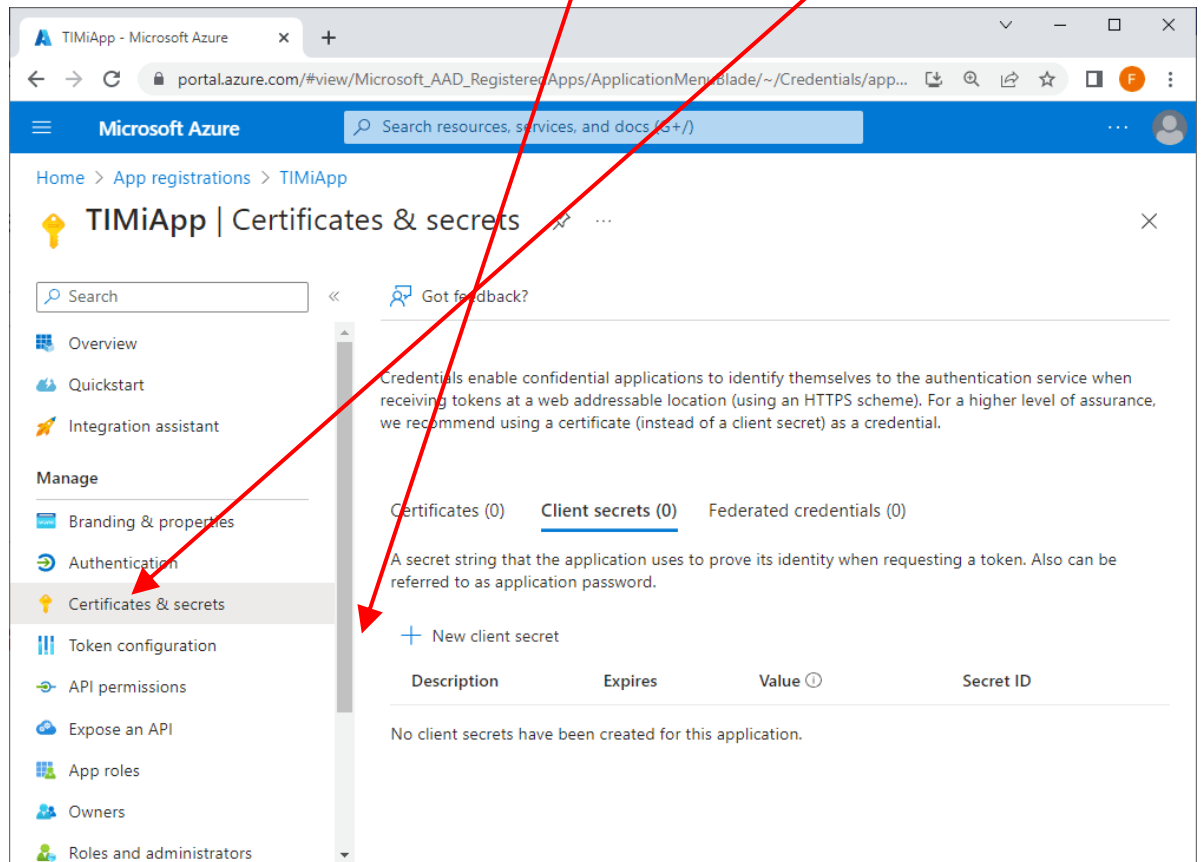 TIMiApp - Microsoft Azure
portal.azure.com/#view/Microsoft_AAD_RegisteredApps/ApplicationMenuBlade/~/Credentials/app...
F
Microsoft Azure
Search resources, services, and docs (G+/)
Home > App registrations > TIMiApp
TIMiApp | Certificates & secrets
Search
Got feedback?
Overview
Quickstart
Integration assistant
Credentials enable confidential applications to identify themselves to the authentication service when
receiving tokens at a web addressable location (using an HTTPS scheme). For a higher level of assurance,
we recommend using a certificate (instead of a client secret) as a credential.
Manage
Branding & properties
Authentication
Certificates & secrets
Token configuration
API permissions
Expose an API
App roles
Owners
Roles and administrators
Certificates (0) Client secrets (0) Federated credentials (0)
A secret string that the application uses to prove its identity when requesting a token. Also can be
referred to as application password.
New client secret
Description Expires Value Secret ID
No client secrets have been created for this application.